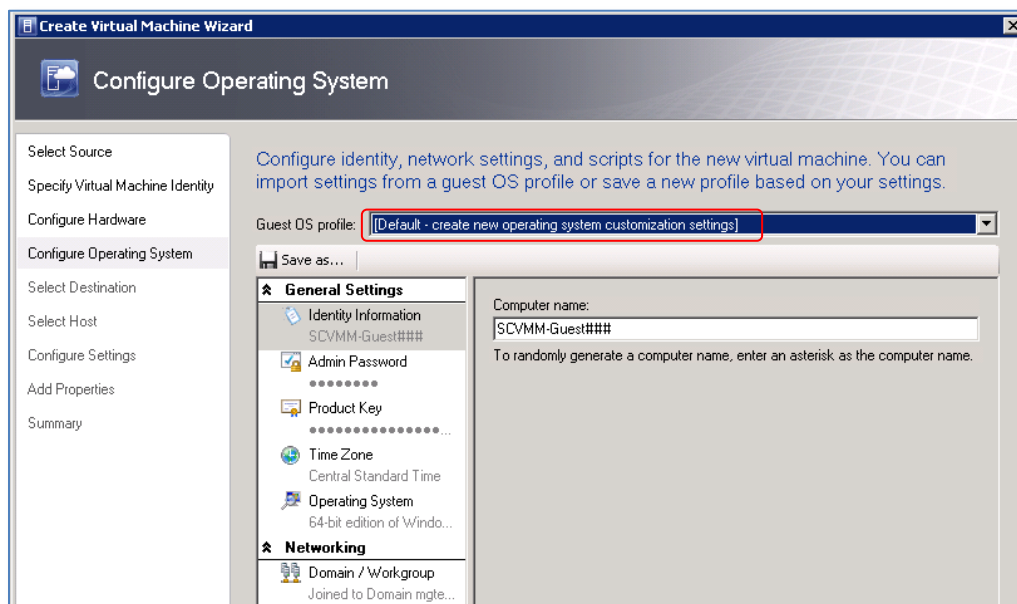 Create Virtual Machine Wizard
Configure Operating System
Select Source
Specify Virtual Machine Identity
Configure Hardware
Configure Operating System
Select Destination
Select Host
Configure Settings
Add Properties
Summary
Configure identity, network settings, and scripts for the new virtual machine. You can
import settings from a guest OS profile or save a new profile based on your settings.
Guest OS profile: [Default - create new operating system customization settings]
Save as...
General Settings
Identity Information
SCVMM-Guest###
Admin Password
●●●●●●●●
Product Key
●●●●●●●●●●●●●●●...
Time Zone
Central Standard Time
Operating System
64-bit edition of Windo...
Networking
Domain / Workgroup
Joined to Domain mgte...
Computer name:
SCVMM-Guest###
To randomly generate a computer name, enter an asterisk as the computer name.